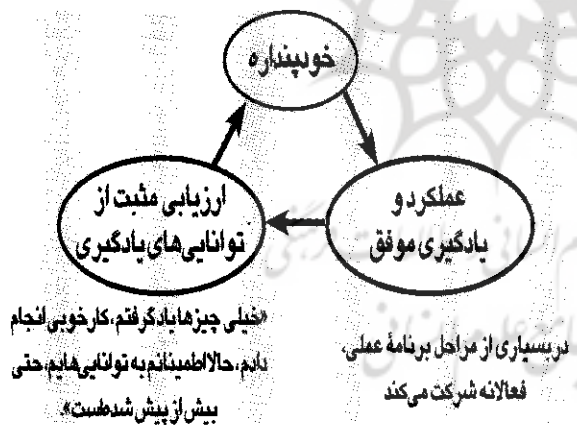 خودپنداره
عملکرد و
یادگیری موفق
ارزیابی مثبت از
توانایی‌های یادگیری
در بسیاری از مراحل برنامهٔ عملی،
فعالانه شرکت می‌کند
«خیلی چیزها یاد گرفتم، کار خوبی انجام
دادم، حالا اطمینانم به توانایی‌هایم، حتی
بیش از پیش شده است».